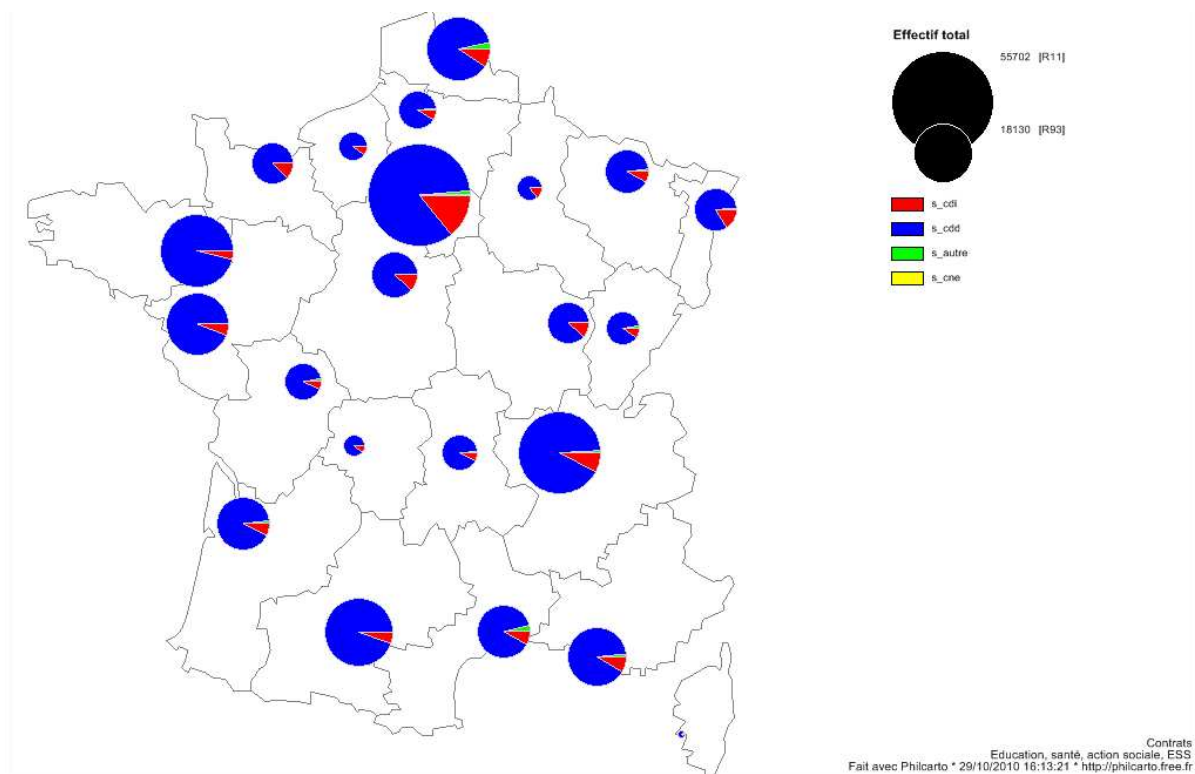 Effectif total
55702 [R11]
18130 [R93]
s_cdi
s_cdd
s_autre
s_cne
Contrats
Education, santé, action sociale, ESS
Fait avec Philcarto * 29/10/2010 16:13:21 * http://philcarto.free.fr